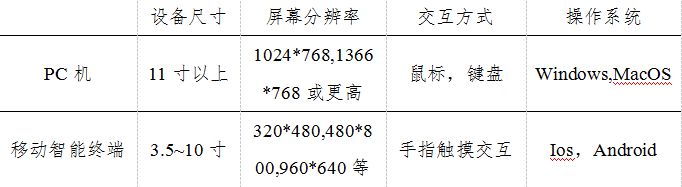 设备尺寸 屏幕分辨率 交互方式 操作系统
PC 机 11 寸以上 1024*768,1366*768 或更高 鼠标，键盘 Windows,MacOS
移动智能终端 3.5~10 寸 320*480,480*800,960*640 等 手指触摸交互 Ios，Android